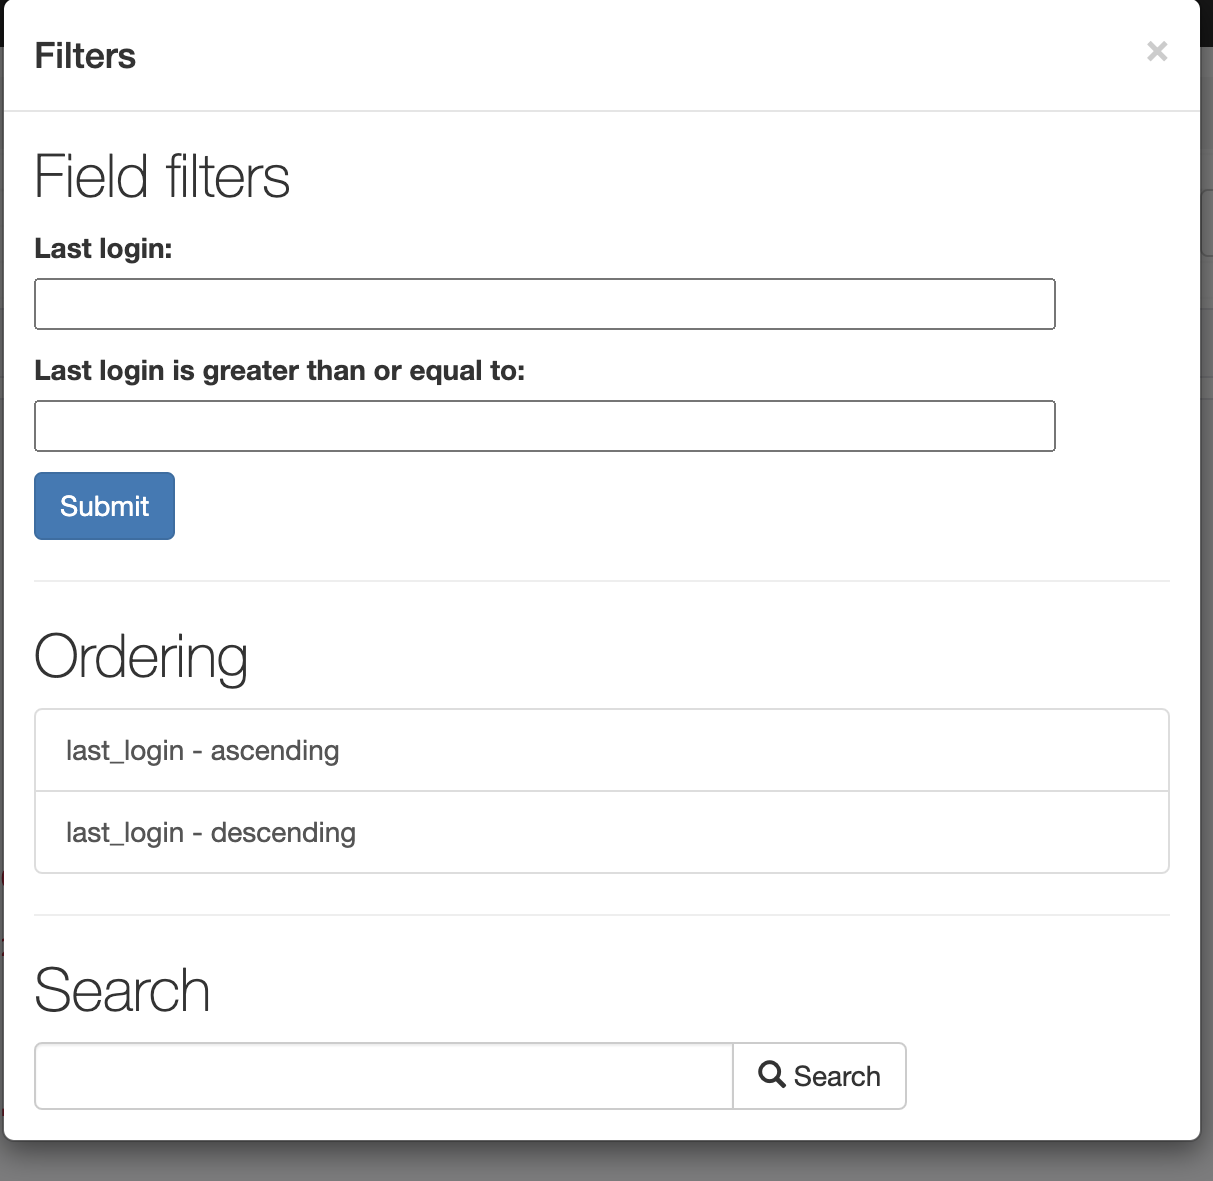 Filters
×
Field filters
Last login:
Last login is greater than or equal to:
Submit
Ordering
last_login - ascending
last_login - descending
Search
Search